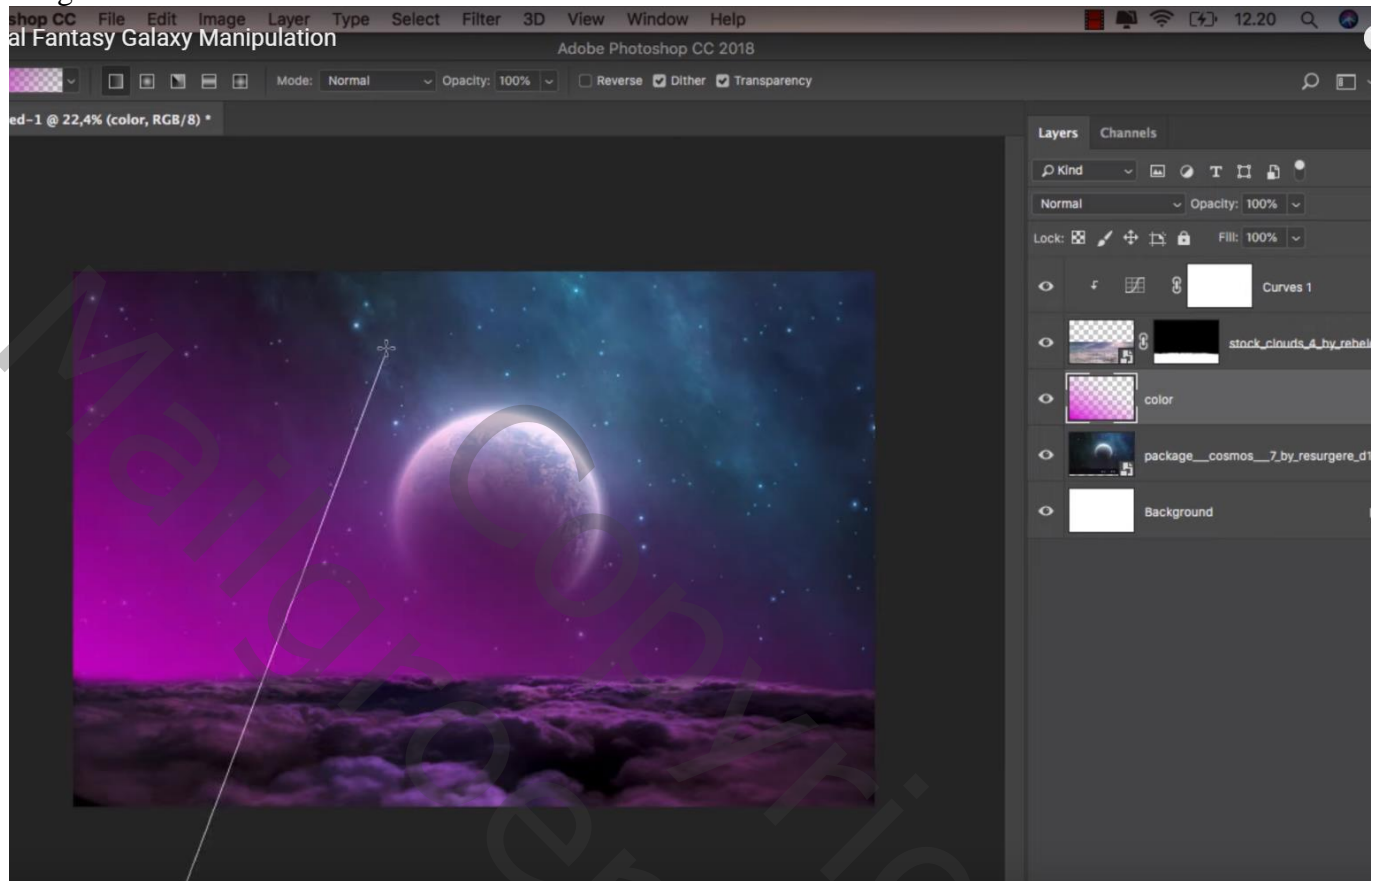 shop CC File Edit Image Layer Type Select Filter 3D View Window Help 12.20
al Fantasy Galaxy Manipulation
Adobe Photoshop CC 2018
Mode: Normal Opacity: 100% Reverse Dither Transparency
ed-1 @ 22,4% (color, RGB/8) *
Layers Channels
Kind
Normal Opacity: 100%
Lock: Fill: 100%
Curves 1
stock_clouds_4_by_rebel
color
package__cosmos__7_by_resurgere_d1
Background